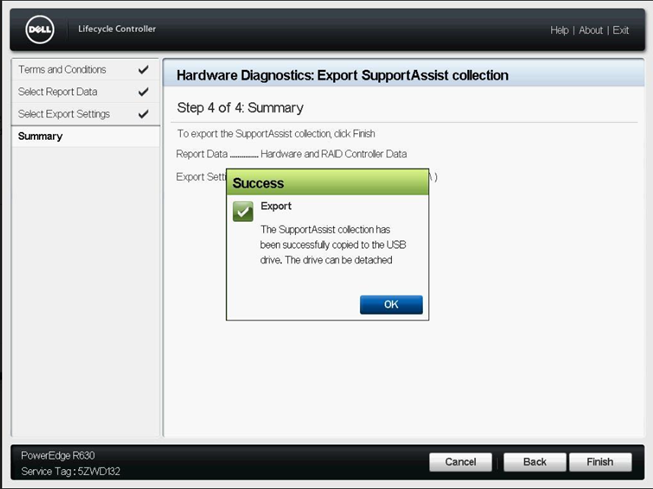 DELL
Lifecycle Controller
Help | About | Exit
Terms and Conditions
Select Report Data
Select Export Settings
Summary
Hardware Diagnostics: Export SupportAssist collection
Step 4 of 4: Summary
To export the SupportAssist collection, click Finish
Report Data .............. Hardware and RAID Controller Data
Export Setti \ )
Success
Export
The SupportAssist collection has
been successfully copied to the USB
drive. The drive can be detached
OK
PowerEdge R630
Service Tag : 5ZWD132
Cancel
Back
Finish